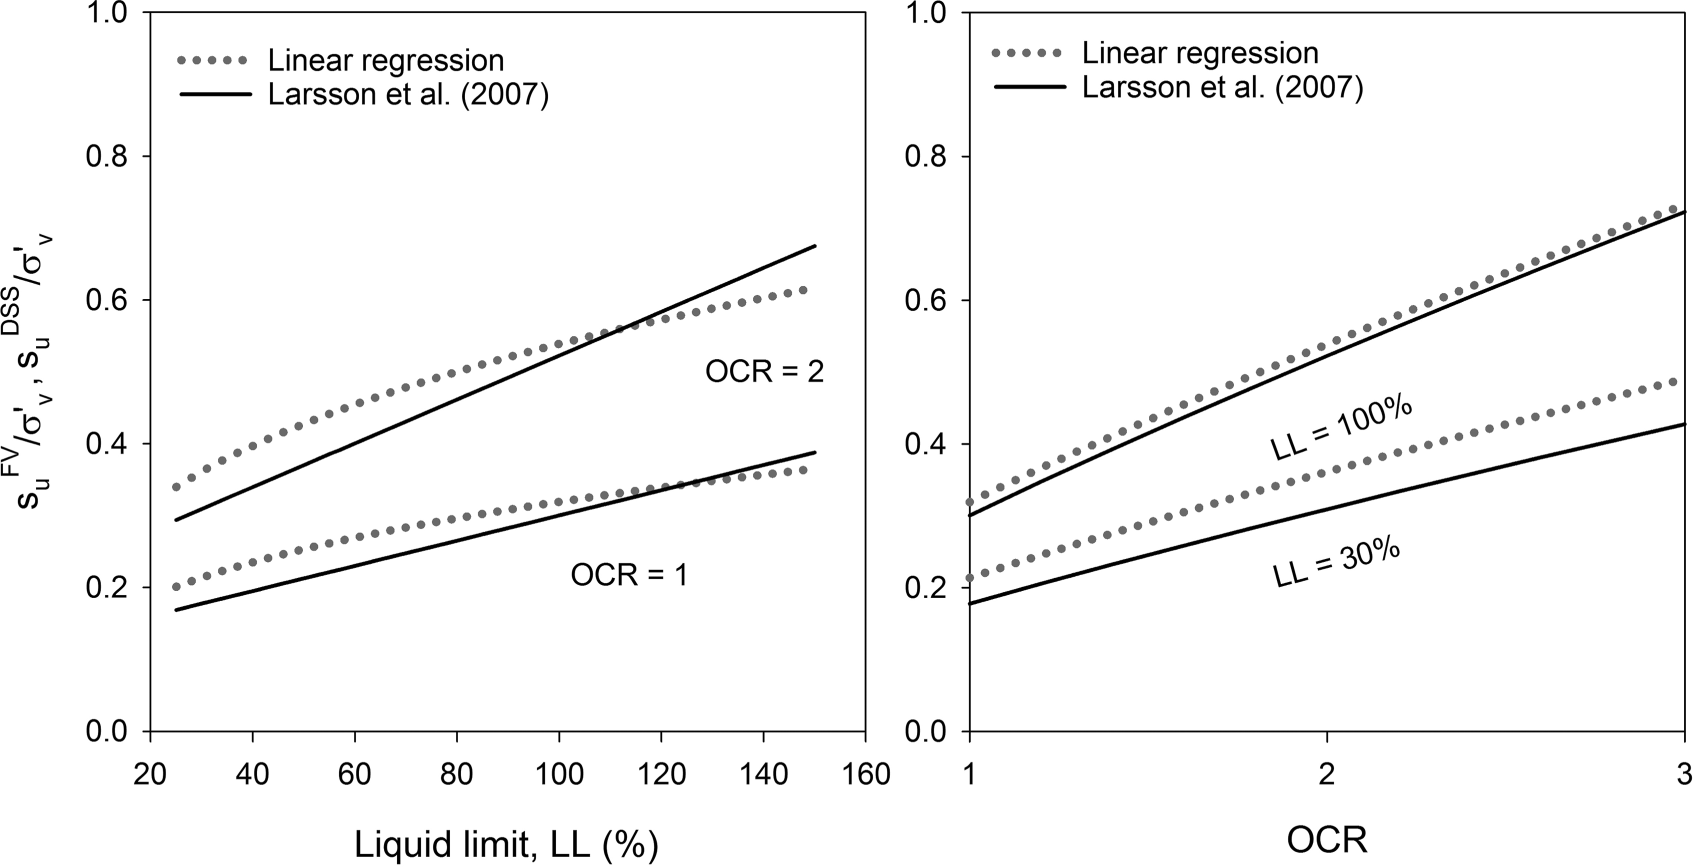 s_u^FV/σ'_v , s_u^DSS/σ'_v
1.0
0.8
0.6
0.4
0.2
0.0
Linear regression
Larsson et al. (2007)
OCR = 2
OCR = 1
20 40 60 80 100 120 140 160
Liquid limit, LL (%)
1.0
0.8
0.6
0.4
0.2
0.0
Linear regression
Larsson et al. (2007)
LL = 100%
LL = 30%
1 2 3
OCR